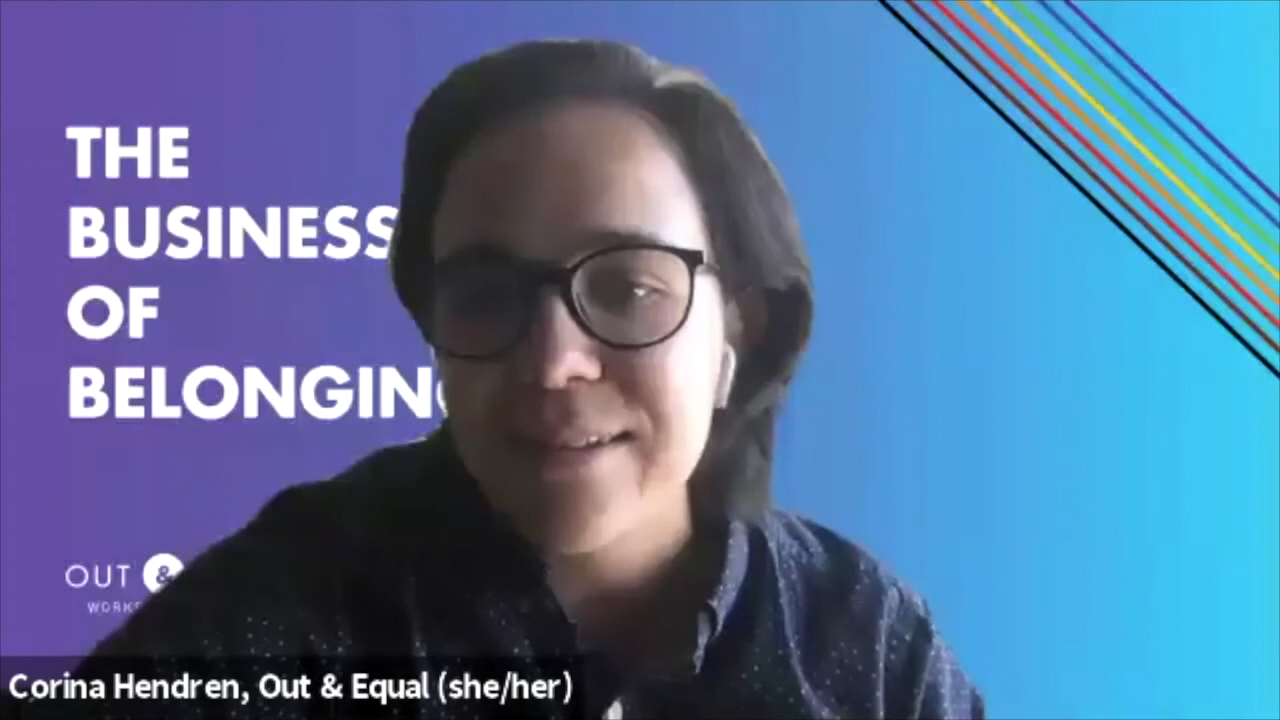 THE
BUSINESS
OF
BELONGIN
OUT &
Corina Hendren, Out & Equal (she/her)